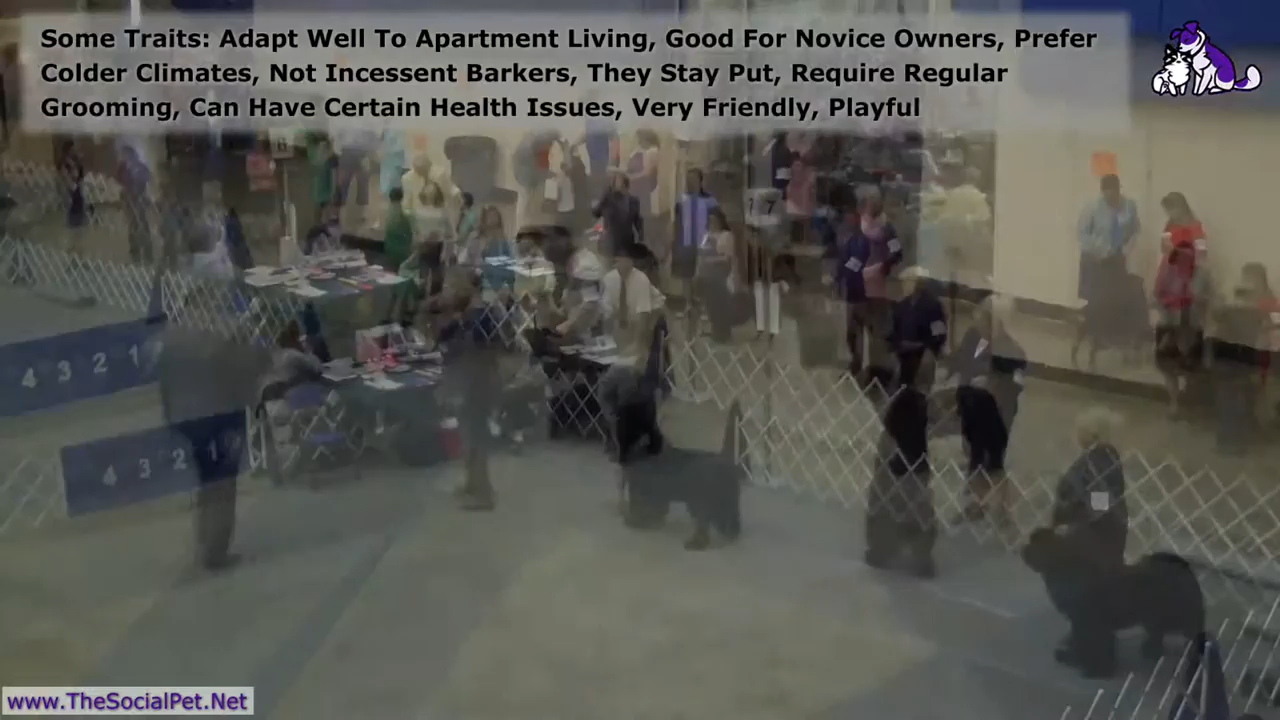 Some Traits: Adapt Well To Apartment Living, Good For Novice Owners, Prefer
Colder Climates, Not Incessent Barkers, They Stay Put, Require Regular
Grooming, Can Have Certain Health Issues, Very Friendly, Playful
17
4 3 2 1
4 3 2 1
www.TheSocialPet.Net